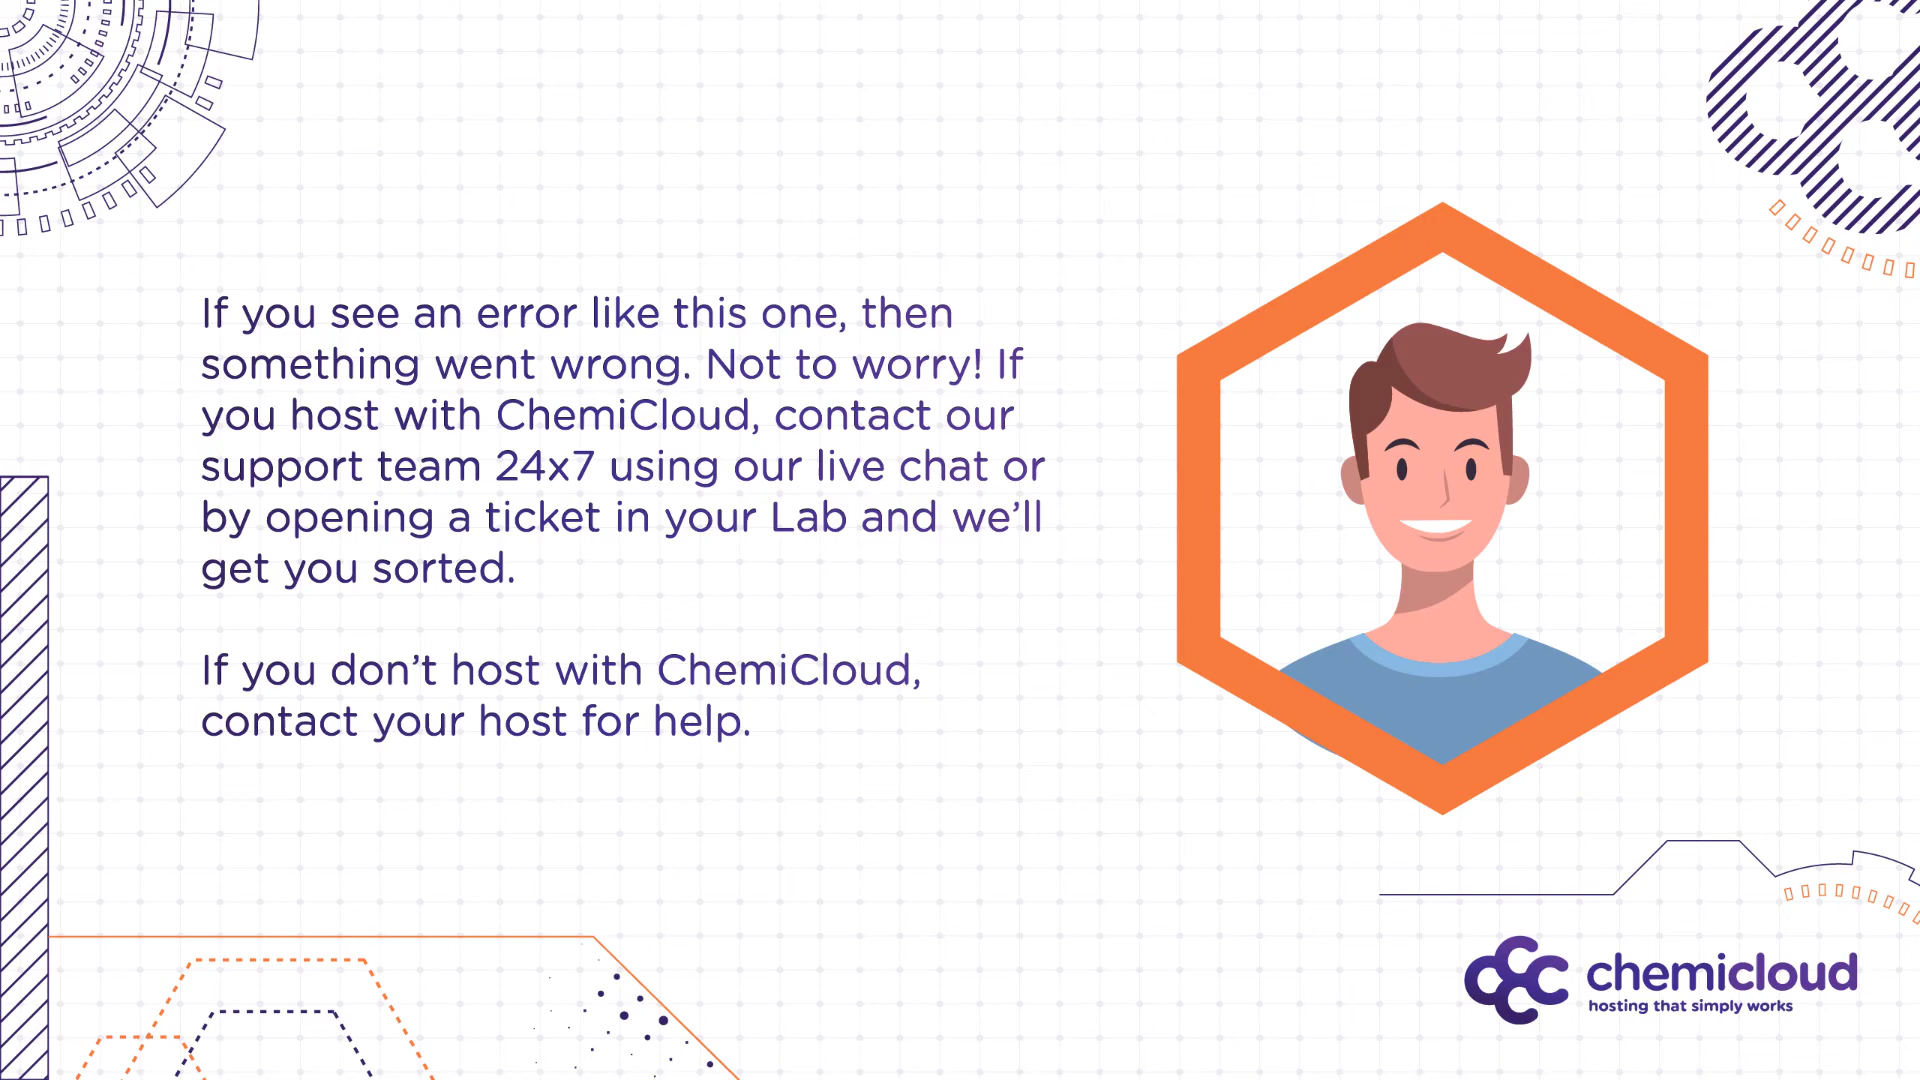 If you see an error like this one, then
something went wrong. Not to worry! If
you host with ChemiCloud, contact our
support team 24x7 using our live chat or
by opening a ticket in your Lab and we’ll
get you sorted.
If you don’t host with ChemiCloud,
contact your host for help.
chemicloud
hosting that simply works